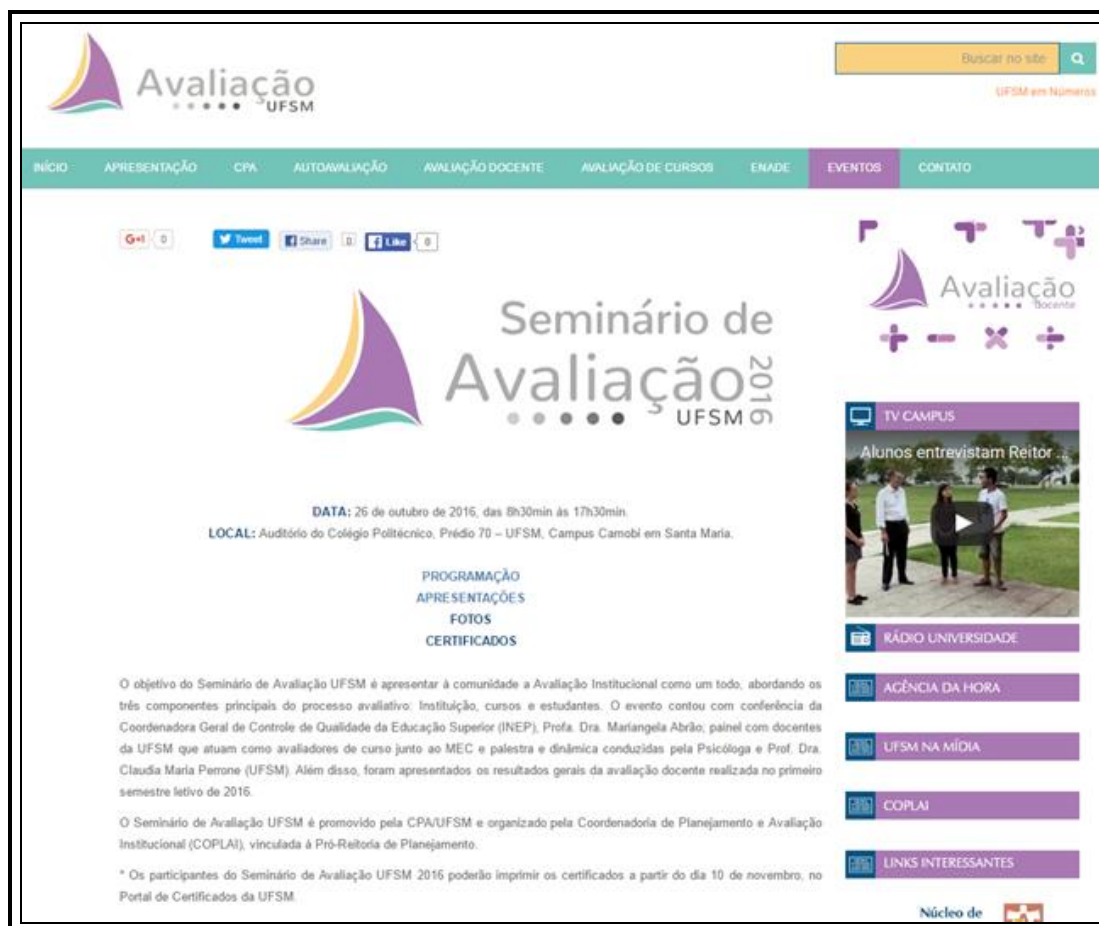 Avaliação
UFSM
Buscar no site
UFSM em Números
INÍCIO APRESENTAÇÃO CPA AUTOAVALIAÇÃO AVALIAÇÃO DOCENTE AVALIAÇÃO DE CURSOS ENADE EVENTOS CONTATO
G+1 0 Tweet Share 0 Like 0
Seminário de
Avaliação 2016
UFSM
DATA: 26 de outubro de 2016, das 8h30min às 17h30min.
LOCAL: Auditório do Colégio Politécnico, Prédio 70 – UFSM, Campus Camobi em Santa Maria.
PROGRAMAÇÃO
APRESENTAÇÕES
FOTOS
CERTIFICADOS
O objetivo do Seminário de Avaliação UFSM é apresentar à comunidade a Avaliação Institucional como um todo, abordando os
três componentes principais do processo avaliativo: Instituição, cursos e estudantes. O evento contou com conferência da
Coordenadora Geral de Controle de Qualidade da Educação Superior (INEP), Profa. Dra. Mariangela Abrão; painel com docentes
da UFSM que atuam como avaliadores de curso junto ao MEC e palestra e dinâmica conduzidas pela Psicóloga e Prof. Dra.
Claudia Maria Perrone (UFSM). Além disso, foram apresentados os resultados gerais da avaliação docente realizada no primeiro
semestre letivo de 2016.
O Seminário de Avaliação UFSM é promovido pela CPA/UFSM e organizado pela Coordenadoria de Planejamento e Avaliação
Institucional (COPLAI), vinculada à Pró-Reitoria de Planejamento.
* Os participantes do Seminário de Avaliação UFSM 2016 poderão imprimir os certificados a partir do dia 10 de novembro, no
Portal de Certificados da UFSM.
Avaliação
docente
TV CAMPUS
Alunos entrevistam Reitor ...
RÁDIO UNIVERSIDADE
AGÊNCIA DA HORA
UFSM NA MÍDIA
COPLAI
LINKS INTERESSANTES
Núcleo de